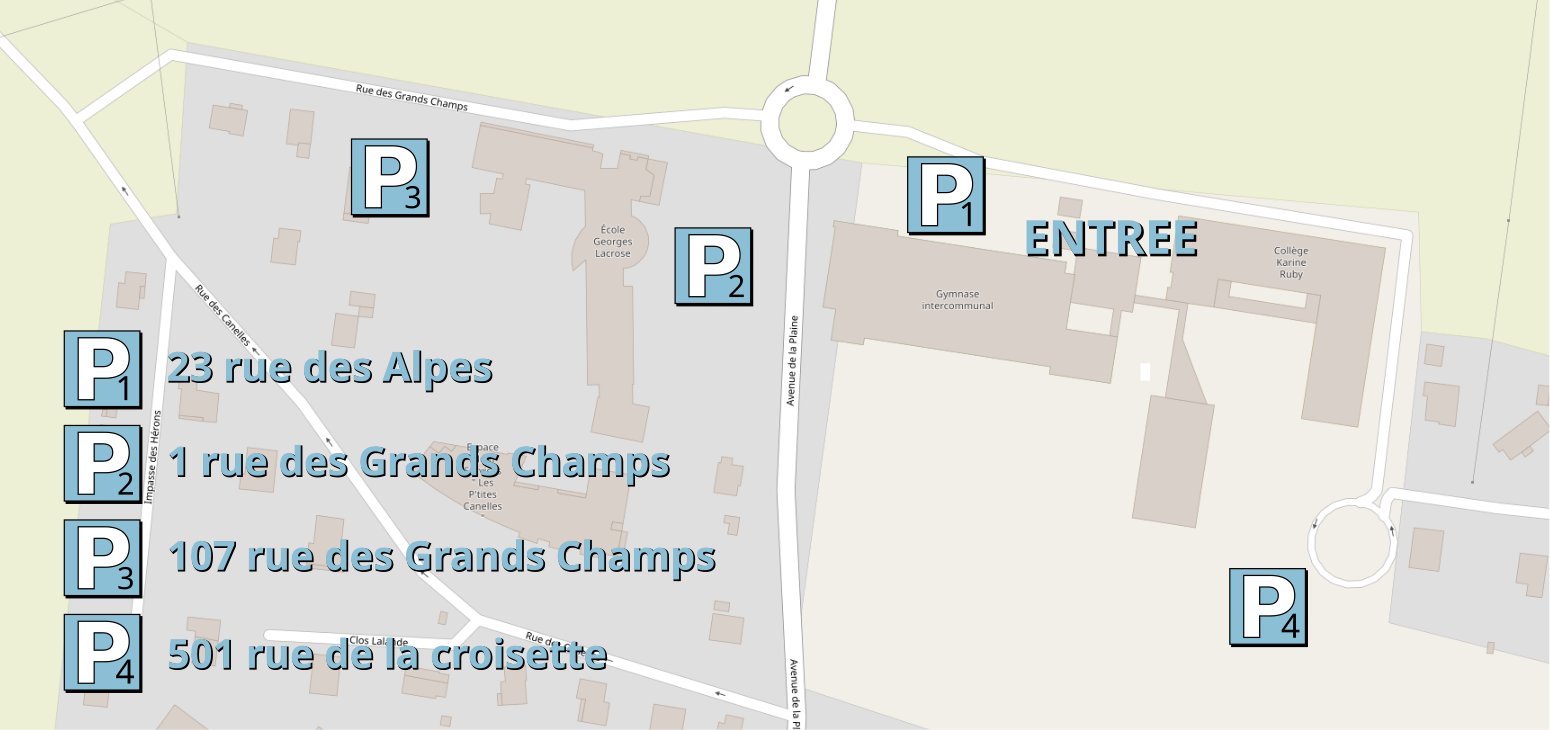 Rue des Grands Champs
P3
P1
ENTREE
École
Georges
Lacrose
P2
Collège
Karine
Ruby
Gymnase
intercommunal
Rue des Canelles
Avenue de la Plaine
Impasse des Hérons
P1 23 rue des Alpes
P2 1 rue des Grands Champs
Espace
Les
P'tites
Canelles
P3 107 rue des Grands Champs
P4
P4 501 rue de la croisette
Clos Lalande
Rue de
Avenue de la Pl